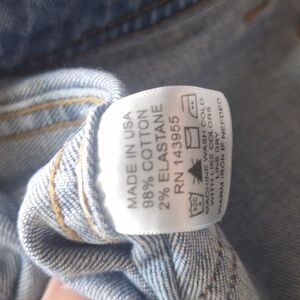 MADE IN USA
98% COTTON
2% ELASTANE
RN 143955
MACHINE WASH COLD
WITH LIKE COLORS
LINE DRY
WARM IRON IF NEEDED